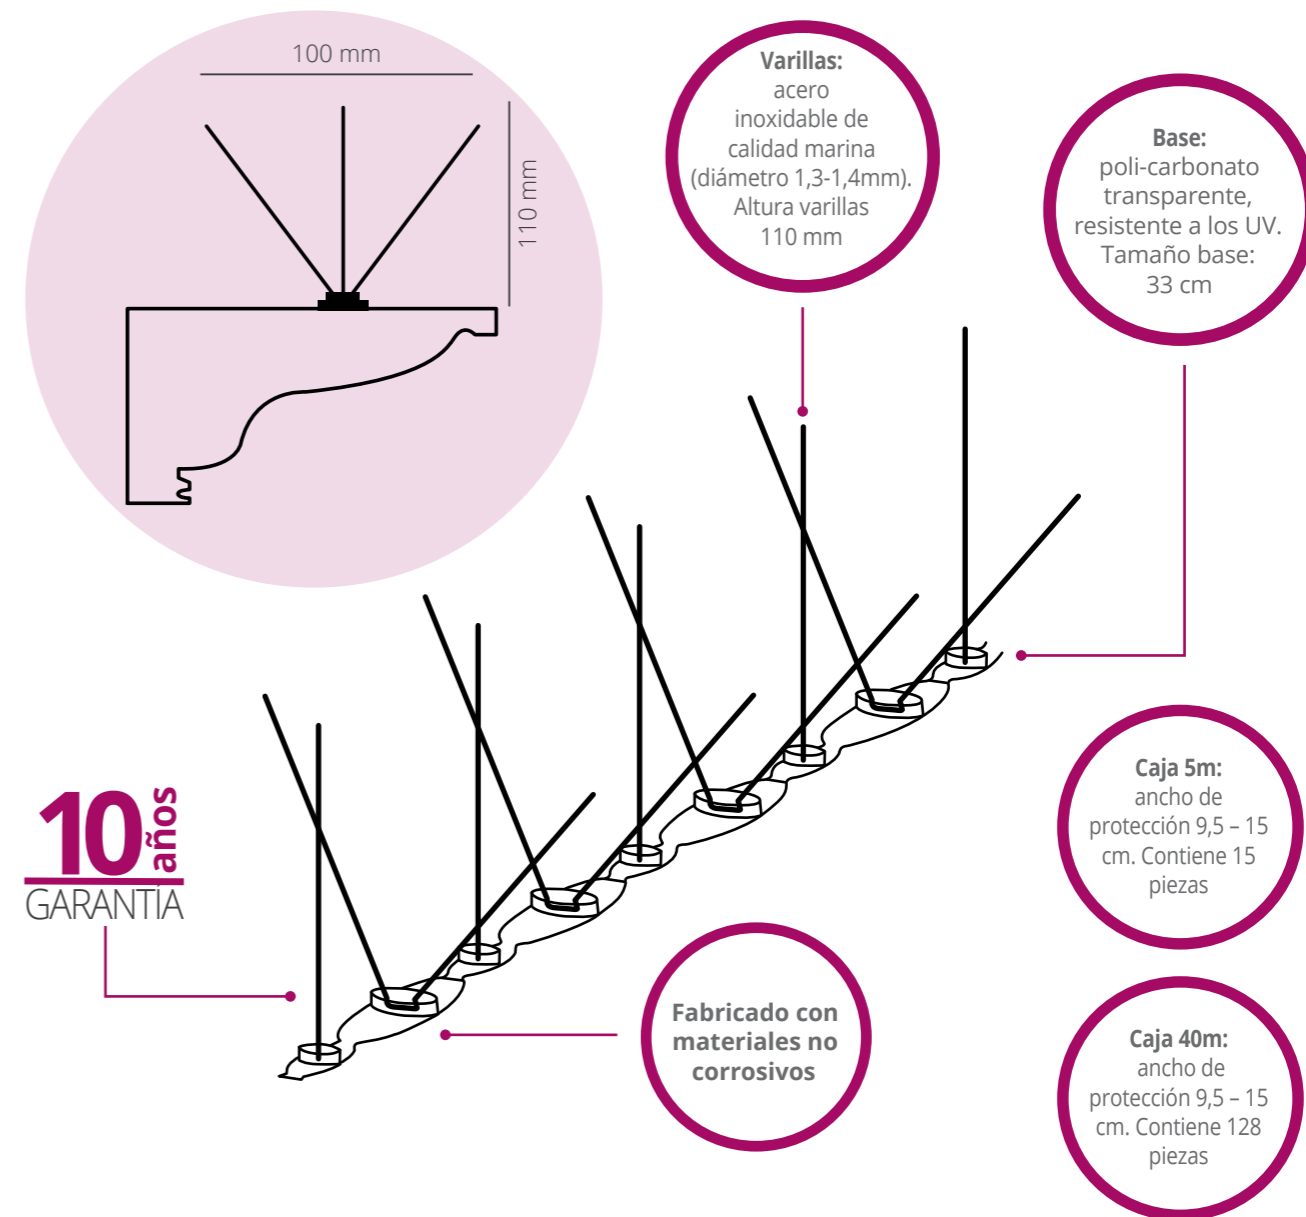 100 mm
110 mm
Varillas:
acero
inoxidable de
calidad marina
(diámetro 1,3-1,4mm).
Altura varillas
110 mm
Base:
poli-carbonato
transparente,
resistente a los UV.
Tamaño base:
33 cm
10 años
GARANTÍA
Fabricado con
materiales no
corrosivos
Caja 5m:
ancho de
protección 9,5 – 15
cm. Contiene 15
piezas
Caja 40m:
ancho de
protección 9,5 – 15
cm. Contiene 128
piezas